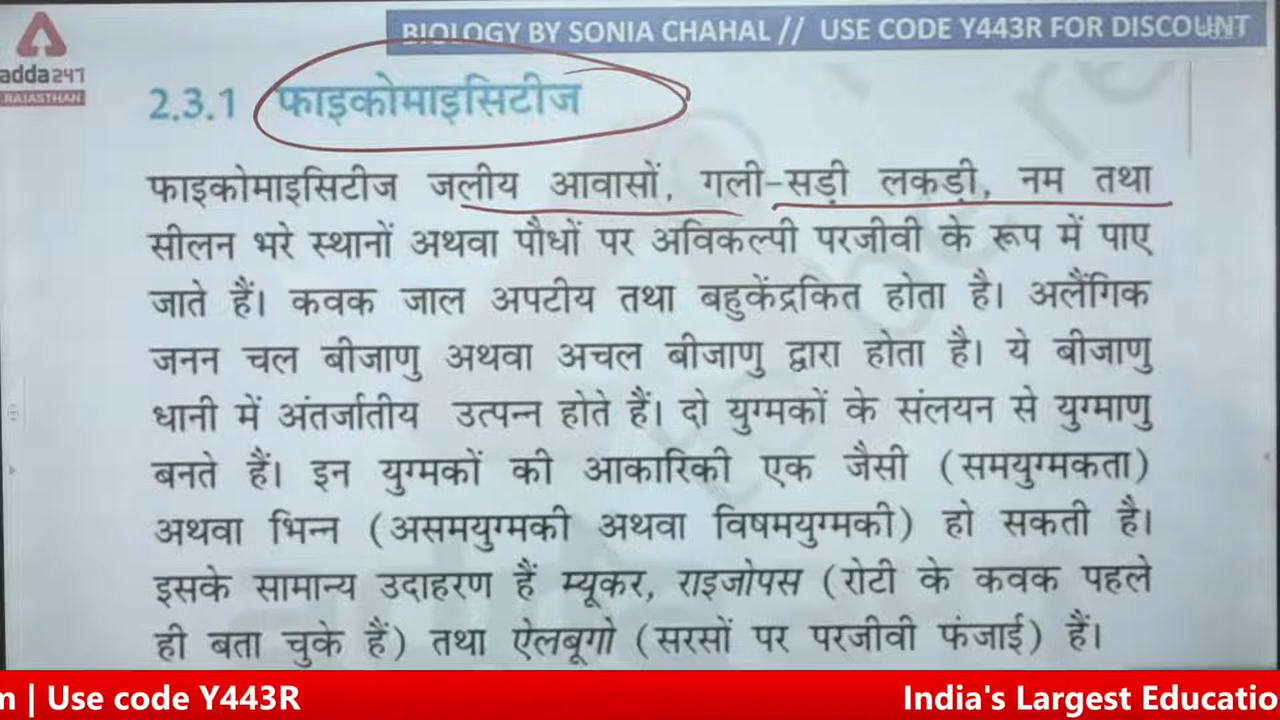 adda247
RAJASTHAN
BIOLOGY BY SONIA CHAHAL // USE CODE Y443R FOR DISCOUNT
2.3.1 फाइकोमाइसिटीज
फाइकोमाइसिटीज जलीय आवासों, गली-सड़ी लकड़ी, नम तथा
सीलन भरे स्थानों अथवा पौधों पर अविकल्पी परजीवी के रूप में पाए
जाते हैं। कवक जाल अपटीय तथा बहुकेंद्रकित होता है। अलैंगिक
जनन चल बीजाणु अथवा अचल बीजाणु द्वारा होता है। ये बीजाणु
धानी में अंतर्जातीय उत्पन्न होते हैं। दो युग्मकों के संलयन से युग्माणु
बनते हैं। इन युग्मकों की आकारिकी एक जैसी (समयुग्मकता)
अथवा भिन्न (असमयुग्मकी अथवा विषमयुग्मकी) हो सकती है।
इसके सामान्य उदाहरण हैं म्यूकर, राइजोपस (रोटी के कवक पहले
ही बता चुके हैं) तथा ऐलबूगो (सरसों पर परजीवी फंजाई) हैं।
m | Use code Y443R
India's Largest Educatio